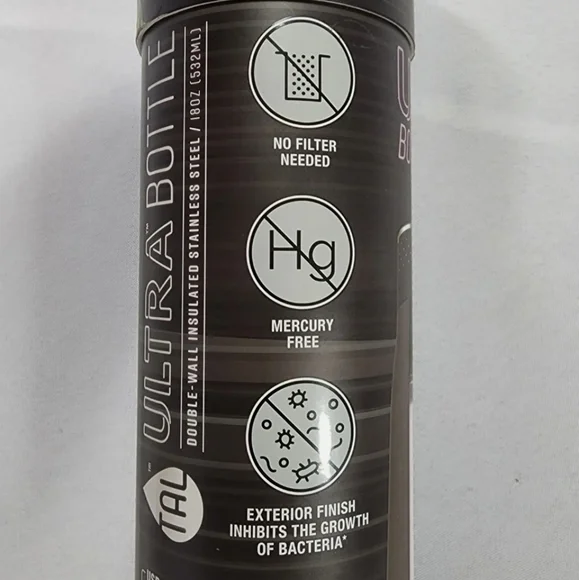 ULTRA™ BOTTLE
DOUBLE-WALL INSULATED STAINLESS STEEL / 18OZ (532ML)
™
TAL
NO FILTER
NEEDED
Hg
MERCURY
FREE
EXTERIOR FINISH
INHIBITS THE GROWTH
OF BACTERIA*